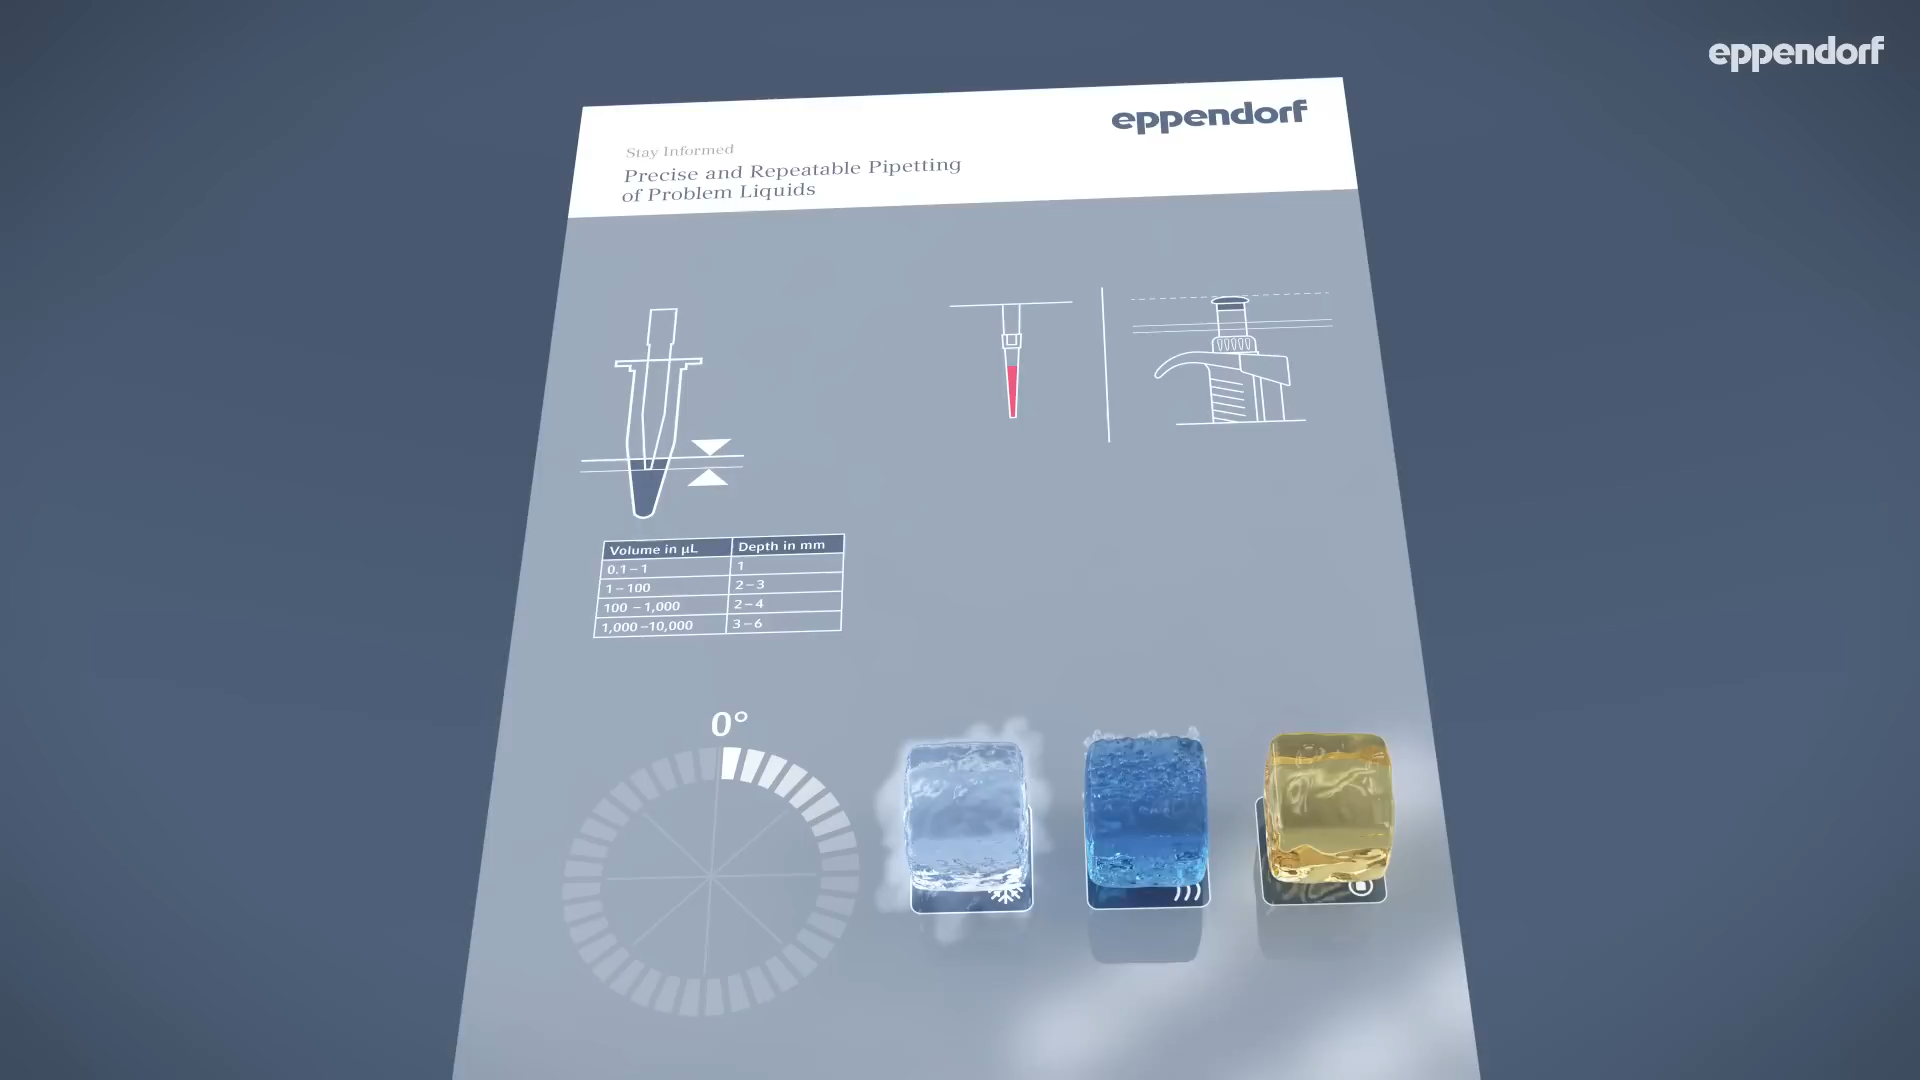 eppendorf
eppendorf
Stay Informed
Precise and Repeatable Pipetting
of Problem Liquids
Volume in µL Depth in mm
0.1–1 1
1–100 2–3
100 –1,000 2–4
1,000–10,000 3–6
0°